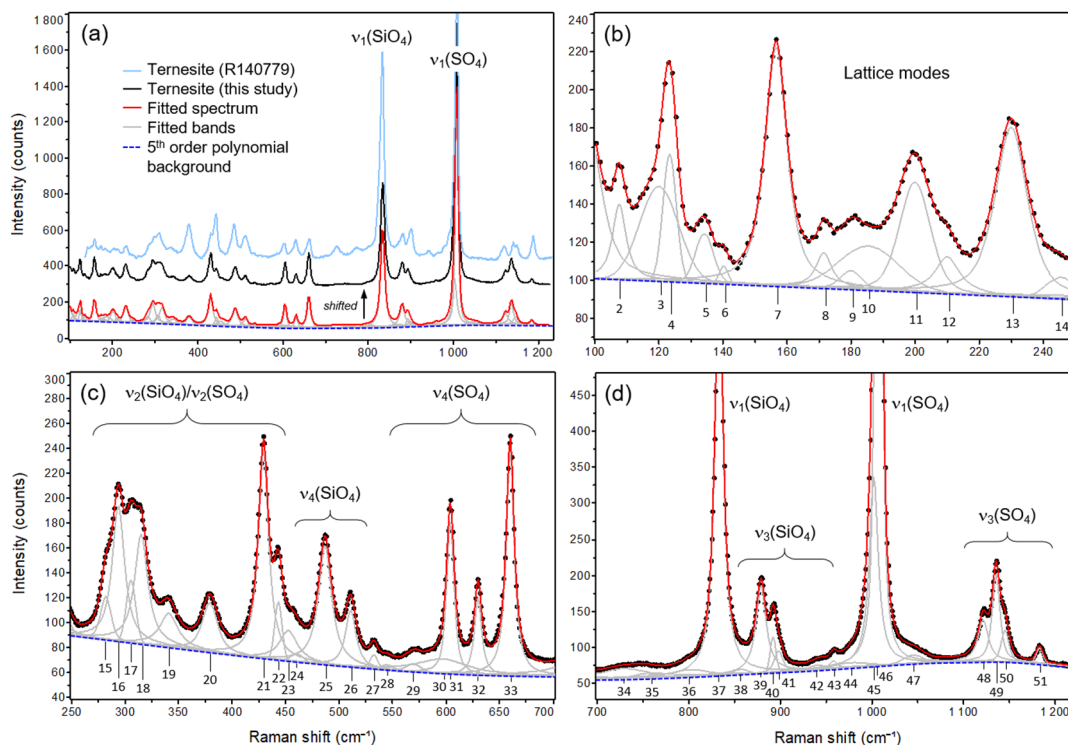 (a)
ν₁(SiO₄)
ν₁(SO₄)
Ternesite (R140779)
Ternesite (this study)
Fitted spectrum
Fitted bands
5th order polynomial
background
shifted
Intensity (counts)
1 800
1 600
1 400
1 200
1 000
800
600
400
200
0
200 400 600 800 1000 1200
(b)
Lattice modes
260
240
220
200
180
160
140
120
100
80
2 3 4 5 6 7 8 9 10 11 12 13 14
100 120 140 160 180 200 220 240
(c)
ν₂(SiO₄)/ν₂(SO₄)
ν₄(SO₄)
ν₄(SiO₄)
Intensity (counts)
300
280
260
240
220
200
180
160
140
120
100
80
60
40
15 16 17 18 19 20 21 22 23 24 25 26 27 28 29 30 31 32 33
250 300 350 400 450 500 550 600 650 700
Raman shift (cm⁻¹)
(d)
ν₁(SiO₄)
ν₁(SO₄)
ν₃(SiO₄)
ν₃(SO₄)
450
400
350
300
250
200
150
100
50
34 35 36 37 38 39 40 41 42 43 44 45 46 47 48 49 50 51
700 800 900 1 000 1 100 1 200
Raman shift (cm⁻¹)